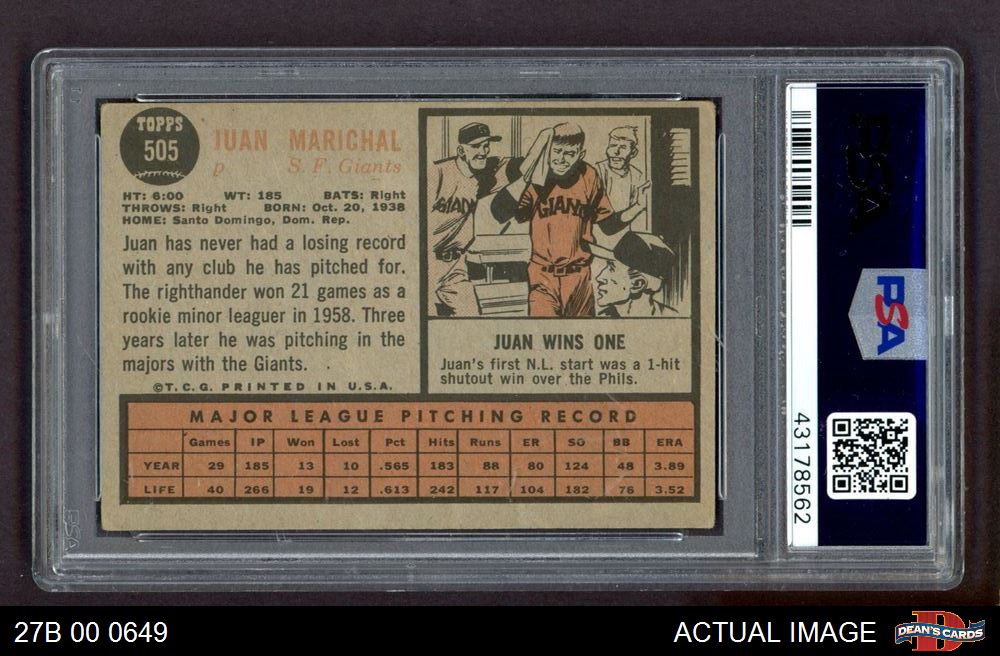 TOPPS
505
JUAN MARICHAL
p S. F. Giants
HT: 6:00 WT: 185 BATS: Right
THROWS: Right BORN: Oct. 20, 1938
HOME: Santo Domingo, Dom. Rep.
Juan has never had a losing record
with any club he has pitched for.
The righthander won 21 games as a
rookie minor leaguer in 1958. Three
years later he was pitching in the
majors with the Giants.
©T.C.G. PRINTED IN U.S.A.
GIAN
GIANT
JUAN WINS ONE
Juan's first N.L. start was a 1-hit
shutout win over the Phils.
MAJOR LEAGUE PITCHING RECORD
Games IP Won Lost Pct Hits Runs ER SO BB ERA
YEAR 29 185 13 10 .565 183 88 80 124 48 3.89
LIFE 40 266 19 12 .613 242 117 104 182 76 3.52
PSA
PSA
PSA
43178562
27B 00 0649
ACTUAL IMAGE
D
DEAN'S CARDS